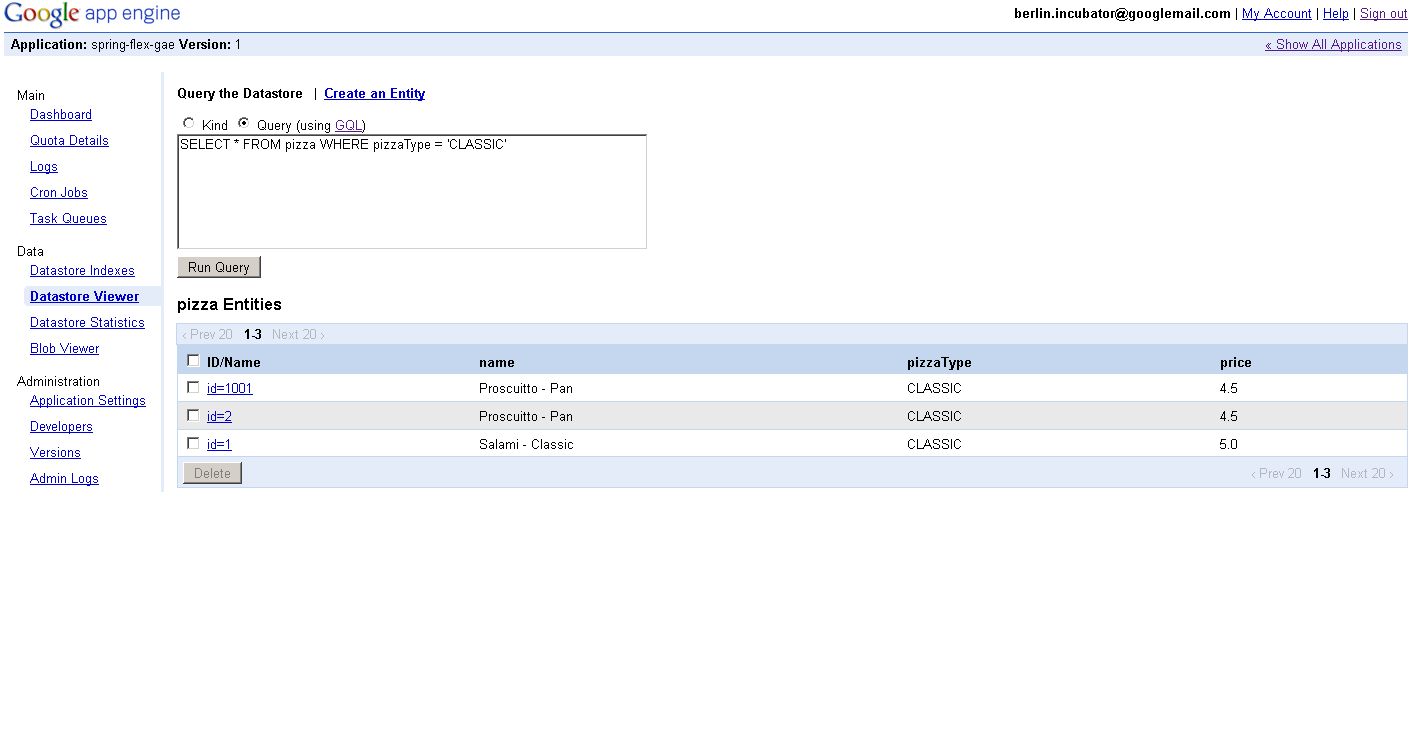 Google app engine
berlin.incubator@googlemail.com | My Account | Help | Sign out
Application: spring-flex-gae Version: 1
« Show All Applications
Main
Dashboard
Quota Details
Logs
Cron Jobs
Task Queues
Data
Datastore Indexes
Datastore Viewer
Datastore Statistics
Blob Viewer
Administration
Application Settings
Developers
Versions
Admin Logs
Query the Datastore | Create an Entity
Kind Query (using GQL)
SELECT * FROM pizza WHERE pizzaType = 'CLASSIC'
Run Query
pizza Entities
‹ Prev 20 1-3 Next 20 ›
ID/Name name pizzaType price
id=1001 Proscuitto - Pan CLASSIC 4.5
id=2 Proscuitto - Pan CLASSIC 4.5
id=1 Salami - Classic CLASSIC 5.0
Delete
‹ Prev 20 1-3 Next 20 ›